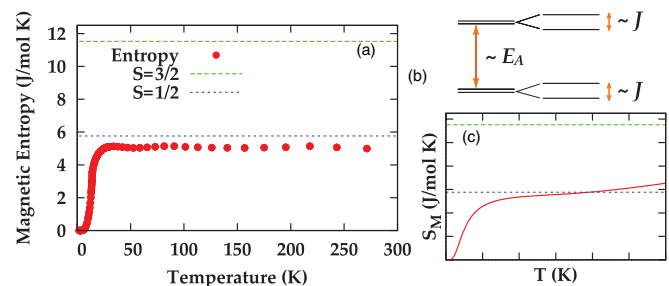 12
10
8
6
4
2
0
Magnetic Entropy (J/mol K)
(a)
Entropy
S=3/2
S=1/2
0 50 100 150 200 250 300
Temperature (K)
(b)
~ E_A
~ J
~ J
(c)
S_M (J/mol K)
T (K)